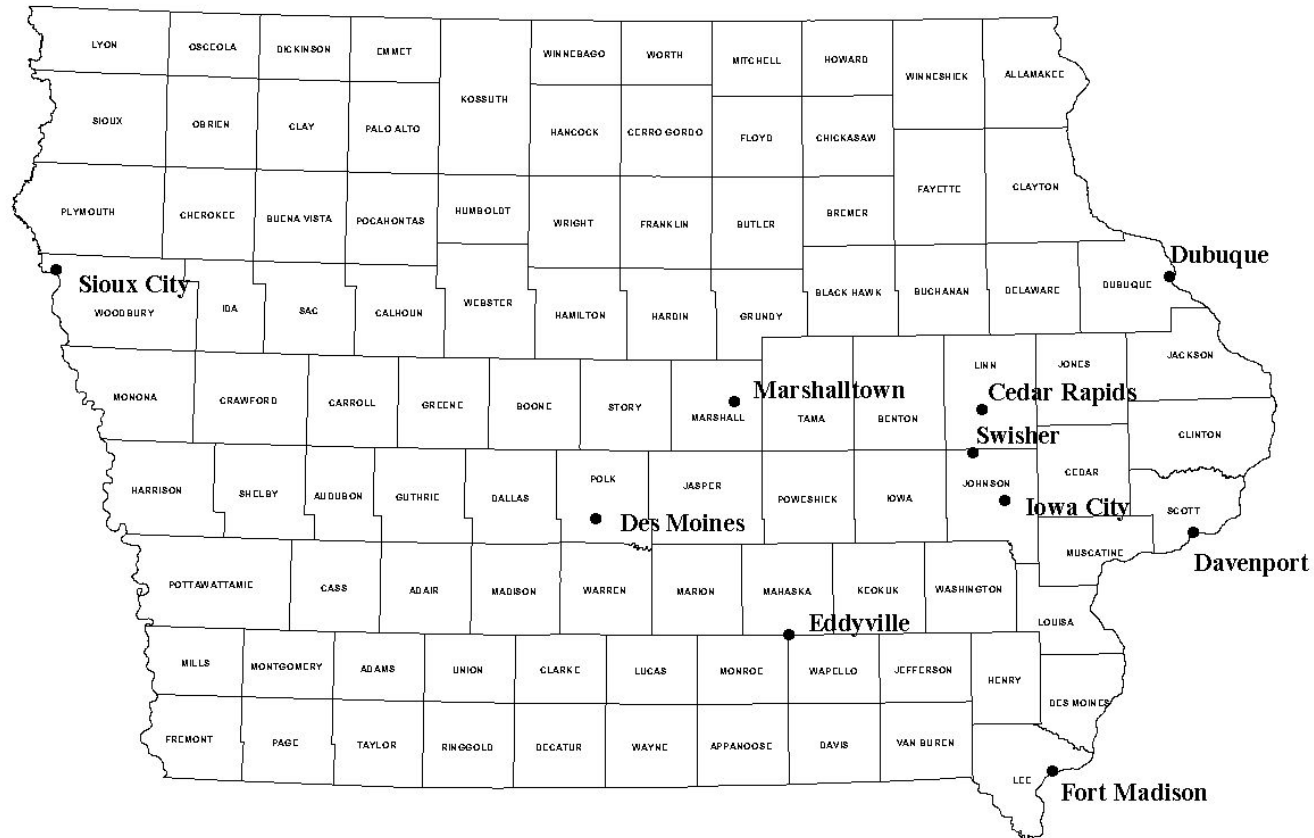 LYON
OSCEOLA
DICKINSON
EMMET
KOSSUTH
WINNEBAGO
WORTH
MITCHELL
HOWARD
WINNESHIEK
ALLAMAKEE
SIOUX
OBRIEN
CLAY
PALO ALTO
HANCOCK
CERRO GORDO
FLOYD
CHICKASAW
FAYETTE
CLAYTON
PLYMOUTH
CHEROKEE
BUENA VISTA
POCAHONTAS
HUMBOLDT
WRIGHT
FRANKLIN
BUTLER
BREMER
Dubuque
Sioux City
WOODBURY
IDA
SAC
CALHOUN
WEBSTER
HAMILTON
HARDIN
GRUNDY
BLACK HAWK
BUCHANAN
DELAWARE
DUBUQUE
MONONA
CRAWFORD
CARROLL
GREENE
BOONE
STORY
MARSHALL
Marshalltown
TAMA
BENTON
LINN
JONES
JACKSON
Cedar Rapids
Swisher
CLINTON
HARRISON
SHELBY
AUDUBON
GUTHRIE
DALLAS
POLK
JASPER
POWESHIEK
IOWA
JOHNSON
CEDAR
Des Moines
Iowa City
SCOTT
MUSCATINE
Davenport
POTTAWATTAMIE
CASS
ADAIR
MADISON
WARREN
MARION
MAHASKA
KEOKUK
WASHINGTON
LOUISA
Eddyville
MILLS
MONTGOMERY
ADAMS
UNION
CLARKE
LUCAS
MONROE
WAPELLO
JEFFERSON
HENRY
DES MOINES
FREMONT
PAGE
TAYLOR
RINGGOLD
DECATUR
WAYNE
APPANOOSE
DAVIS
VAN BUREN
LEE
Fort Madison